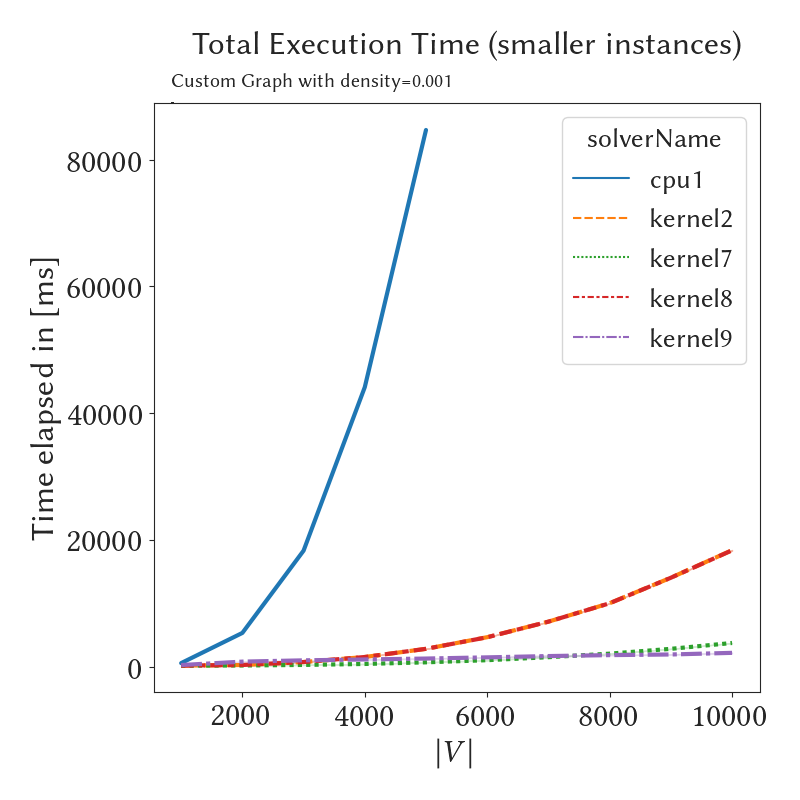 Total Execution Time (smaller instances)
Custom Graph with density=0.001
solverName
cpu1
kernel2
kernel7
kernel8
kernel9
Time elapsed in [ms]
80000
60000
40000
20000
0
2000 4000 6000 8000 10000
|V|